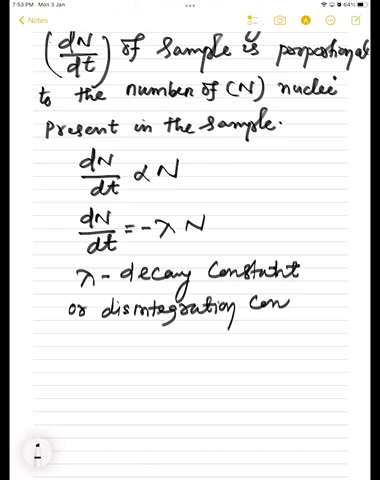 7:53 PM Mon 3 Jan
64%
Notes
(dN/dt) of sample is proportional
to the number of (N) nuclei
present in the sample.
dN/dt ∝ N
dN/dt = -λ N
λ - decay constant
or disintegration con